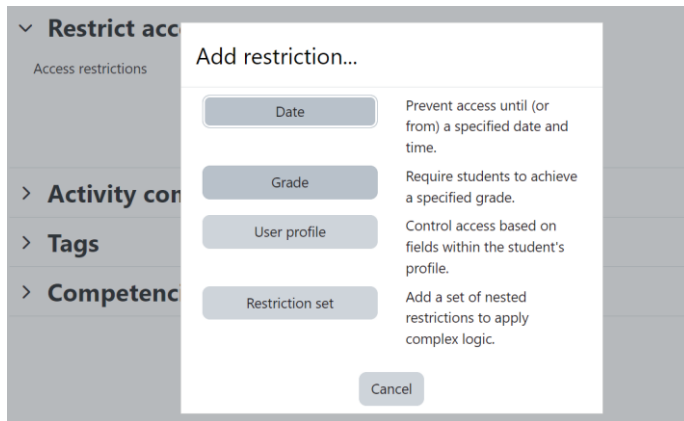 Restrict acc
Access restrictions
Add restriction...
Date
Prevent access until (or
from) a specified date and
time.
Grade
Require students to achieve
a specified grade.
User profile
Control access based on
fields within the student's
profile.
Restriction set
Add a set of nested
restrictions to apply
complex logic.
Cancel
Activity con
Tags
Competenc